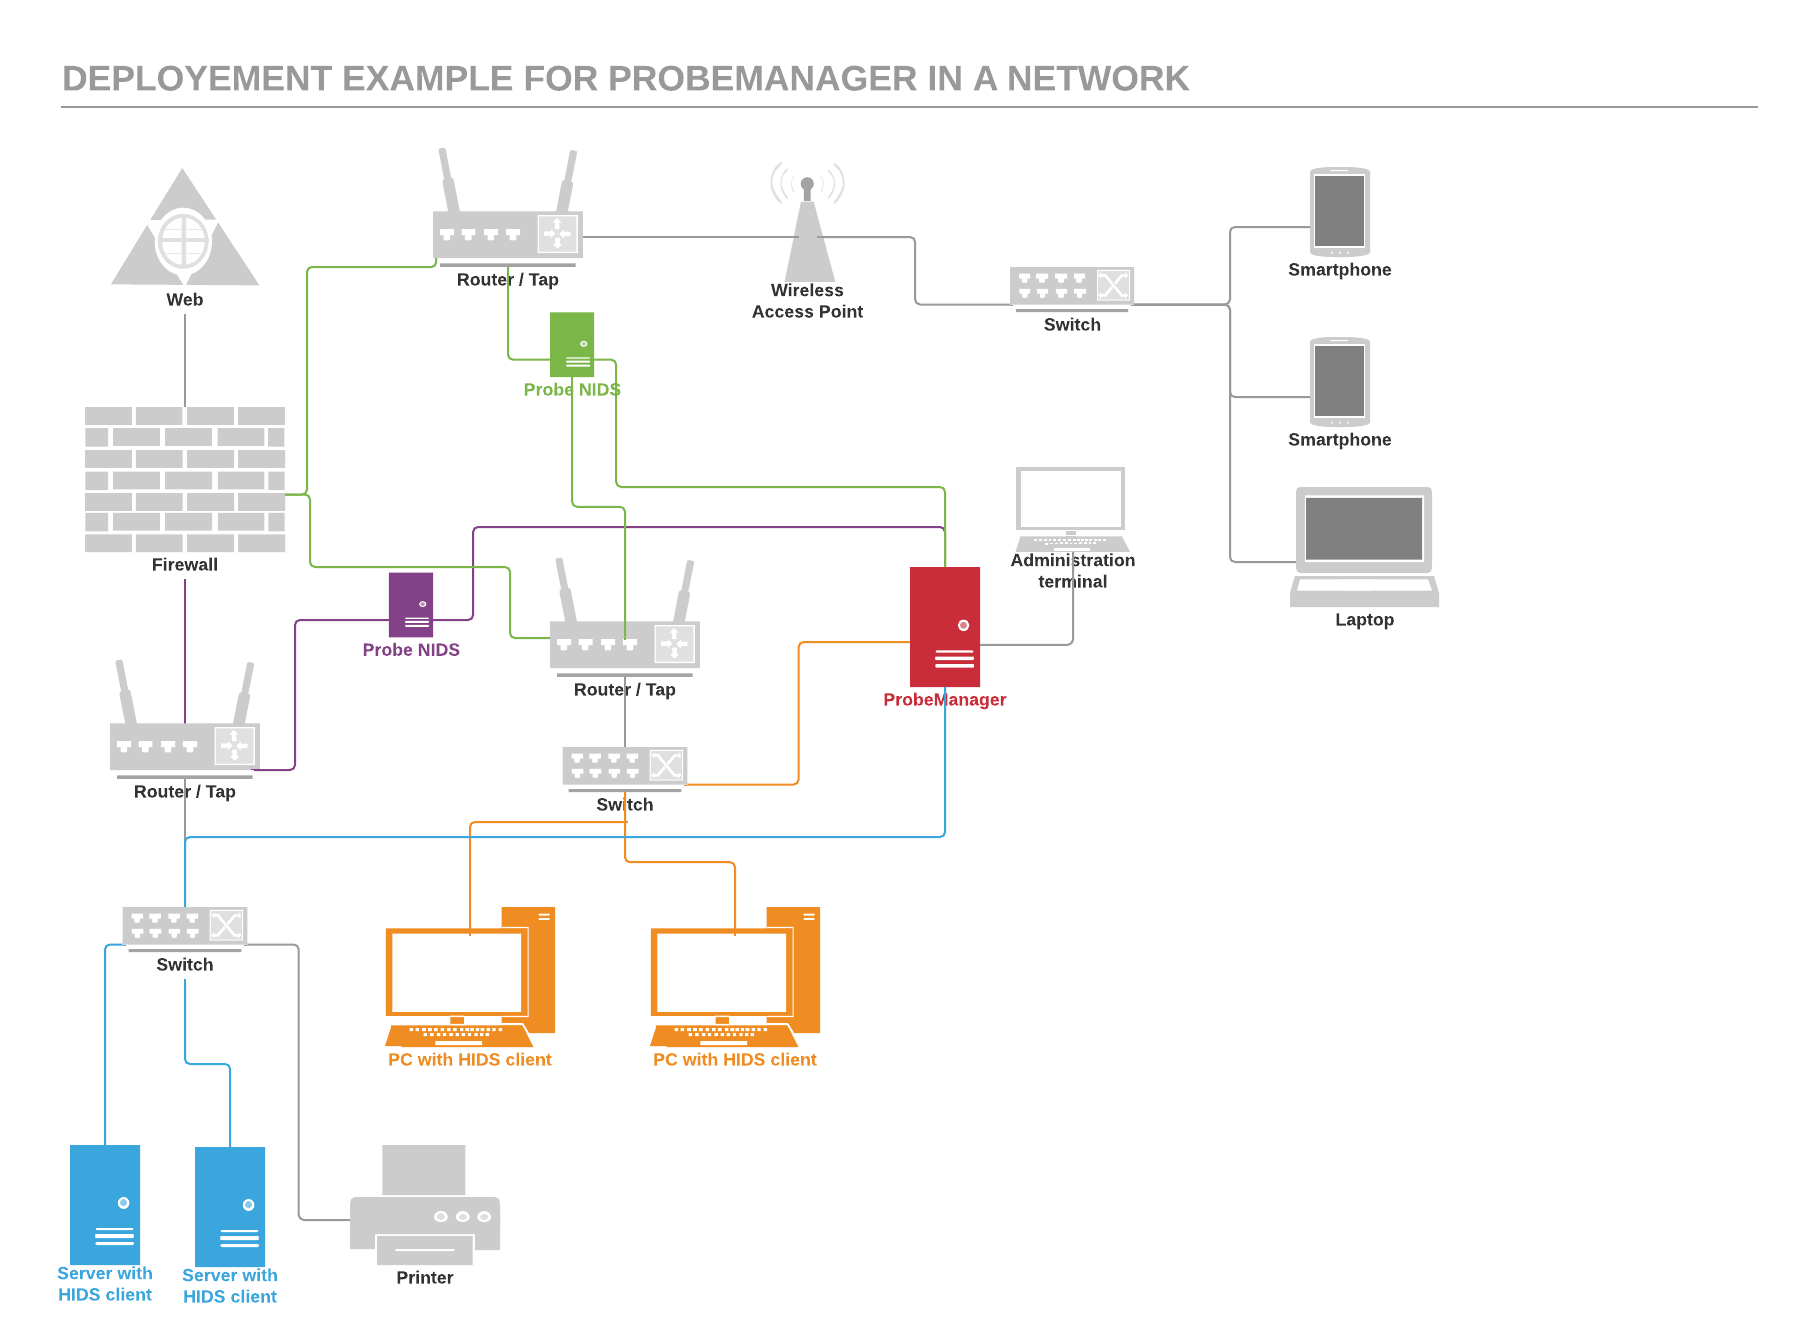 DEPLOYEMENT EXAMPLE FOR PROBEMANAGER IN A NETWORK
Web
Router / Tap
Wireless
Access Point
Switch
Smartphone
Probe NIDS
Smartphone
Firewall
Administration
terminal
Laptop
Probe NIDS
Router / Tap
ProbeManager
Router / Tap
Switch
Switch
PC with HIDS client
PC with HIDS client
Server with
HIDS client
Server with
HIDS client
Printer